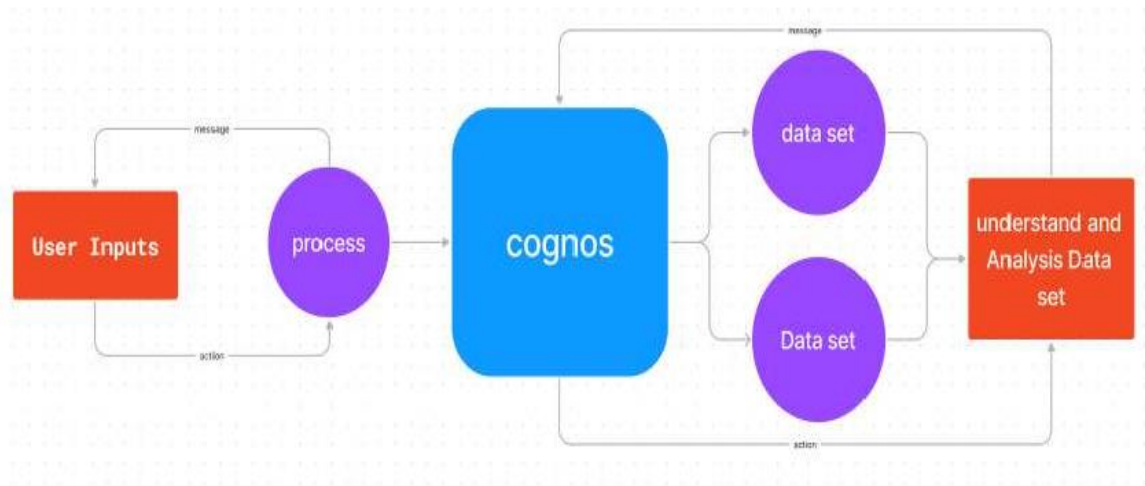 message
data set
message
User Inputs
process
cognos
understand and
Analysis Data
set
Data set
action
action